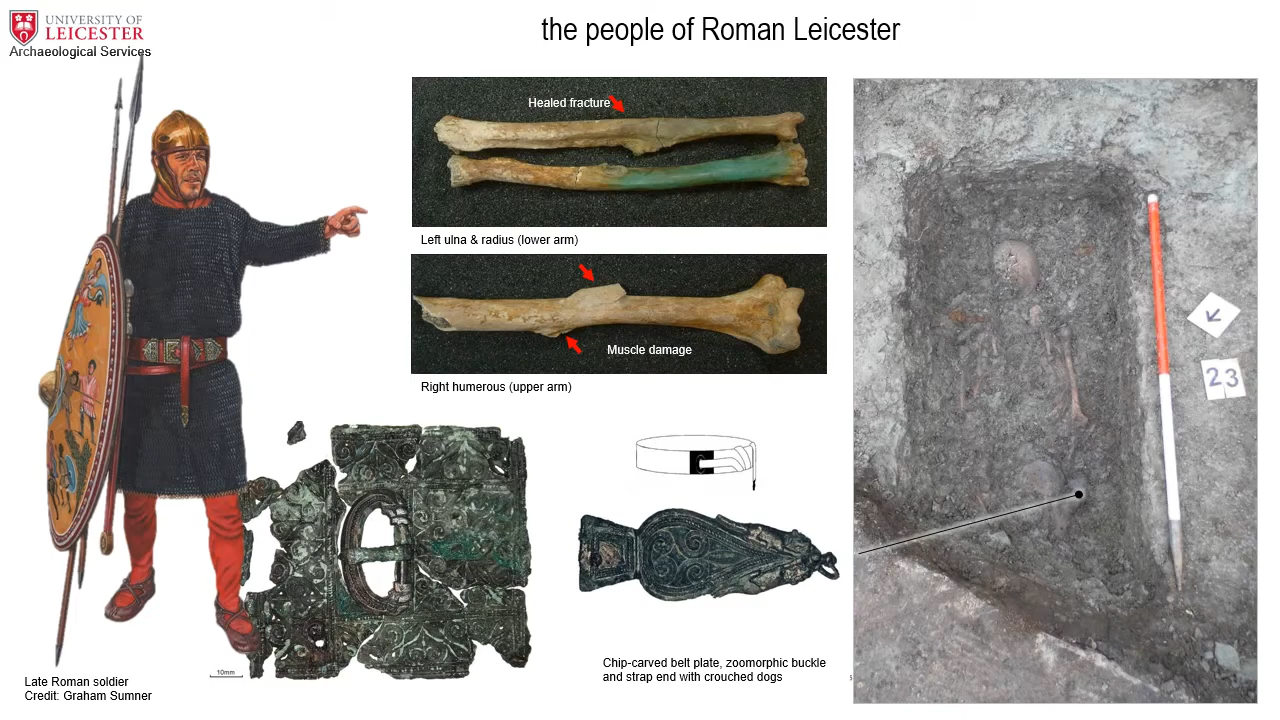 UNIVERSITY OF
LEICESTER
Archaeological Services
the people of Roman Leicester
Healed fracture
Left ulna & radius (lower arm)
Muscle damage
Right humerous (upper arm)
23
10mm
Chip-carved belt plate, zoomorphic buckle
and strap end with crouched dogs
Late Roman soldier
Credit: Graham Sumner